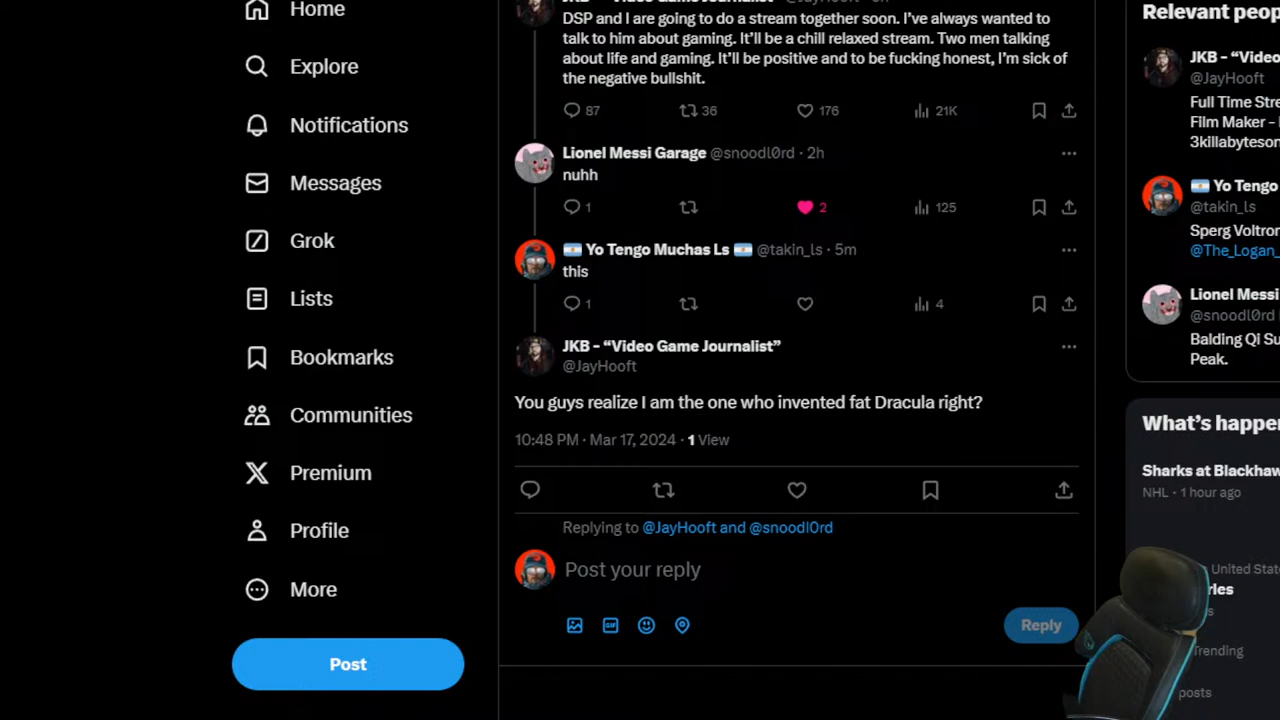 Home
Explore
Notifications
Messages
Grok
Lists
Bookmarks
Communities
Premium
Profile
More
Post
DSP and I are going to do a stream together soon. I've always wanted to
talk to him about gaming. It'll be a chill relaxed stream. Two men talking
about life and gaming. It'll be positive and to be fucking honest, I'm sick of
the negative bullshit.
87 36 176 21K
Lionel Messi Garage @snoodl0rd · 2h
nuhh
1 2 125
Yo Tengo Muchas Ls @takin_ls · 5m
this
1 4
JKB - “Video Game Journalist”
@JayHooft
You guys realize I am the one who invented fat Dracula right?
10:48 PM · Mar 17, 2024 · 1 View
Replying to @JayHooft and @snoodl0rd
Post your reply
GIF
Reply
Relevant peop
JKB - “Video
@JayHooft
Full Time Stre
Film Maker -
3killabyteson
Yo Tengo
@takin_ls
Sperg Voltron
@The_Logan_
Lionel Messi
@snoodl0rd
Balding Qi Su
Peak.
What's happe
Sharks at Blackhaw
NHL · 1 hour ago
United State
rles
Trending
posts